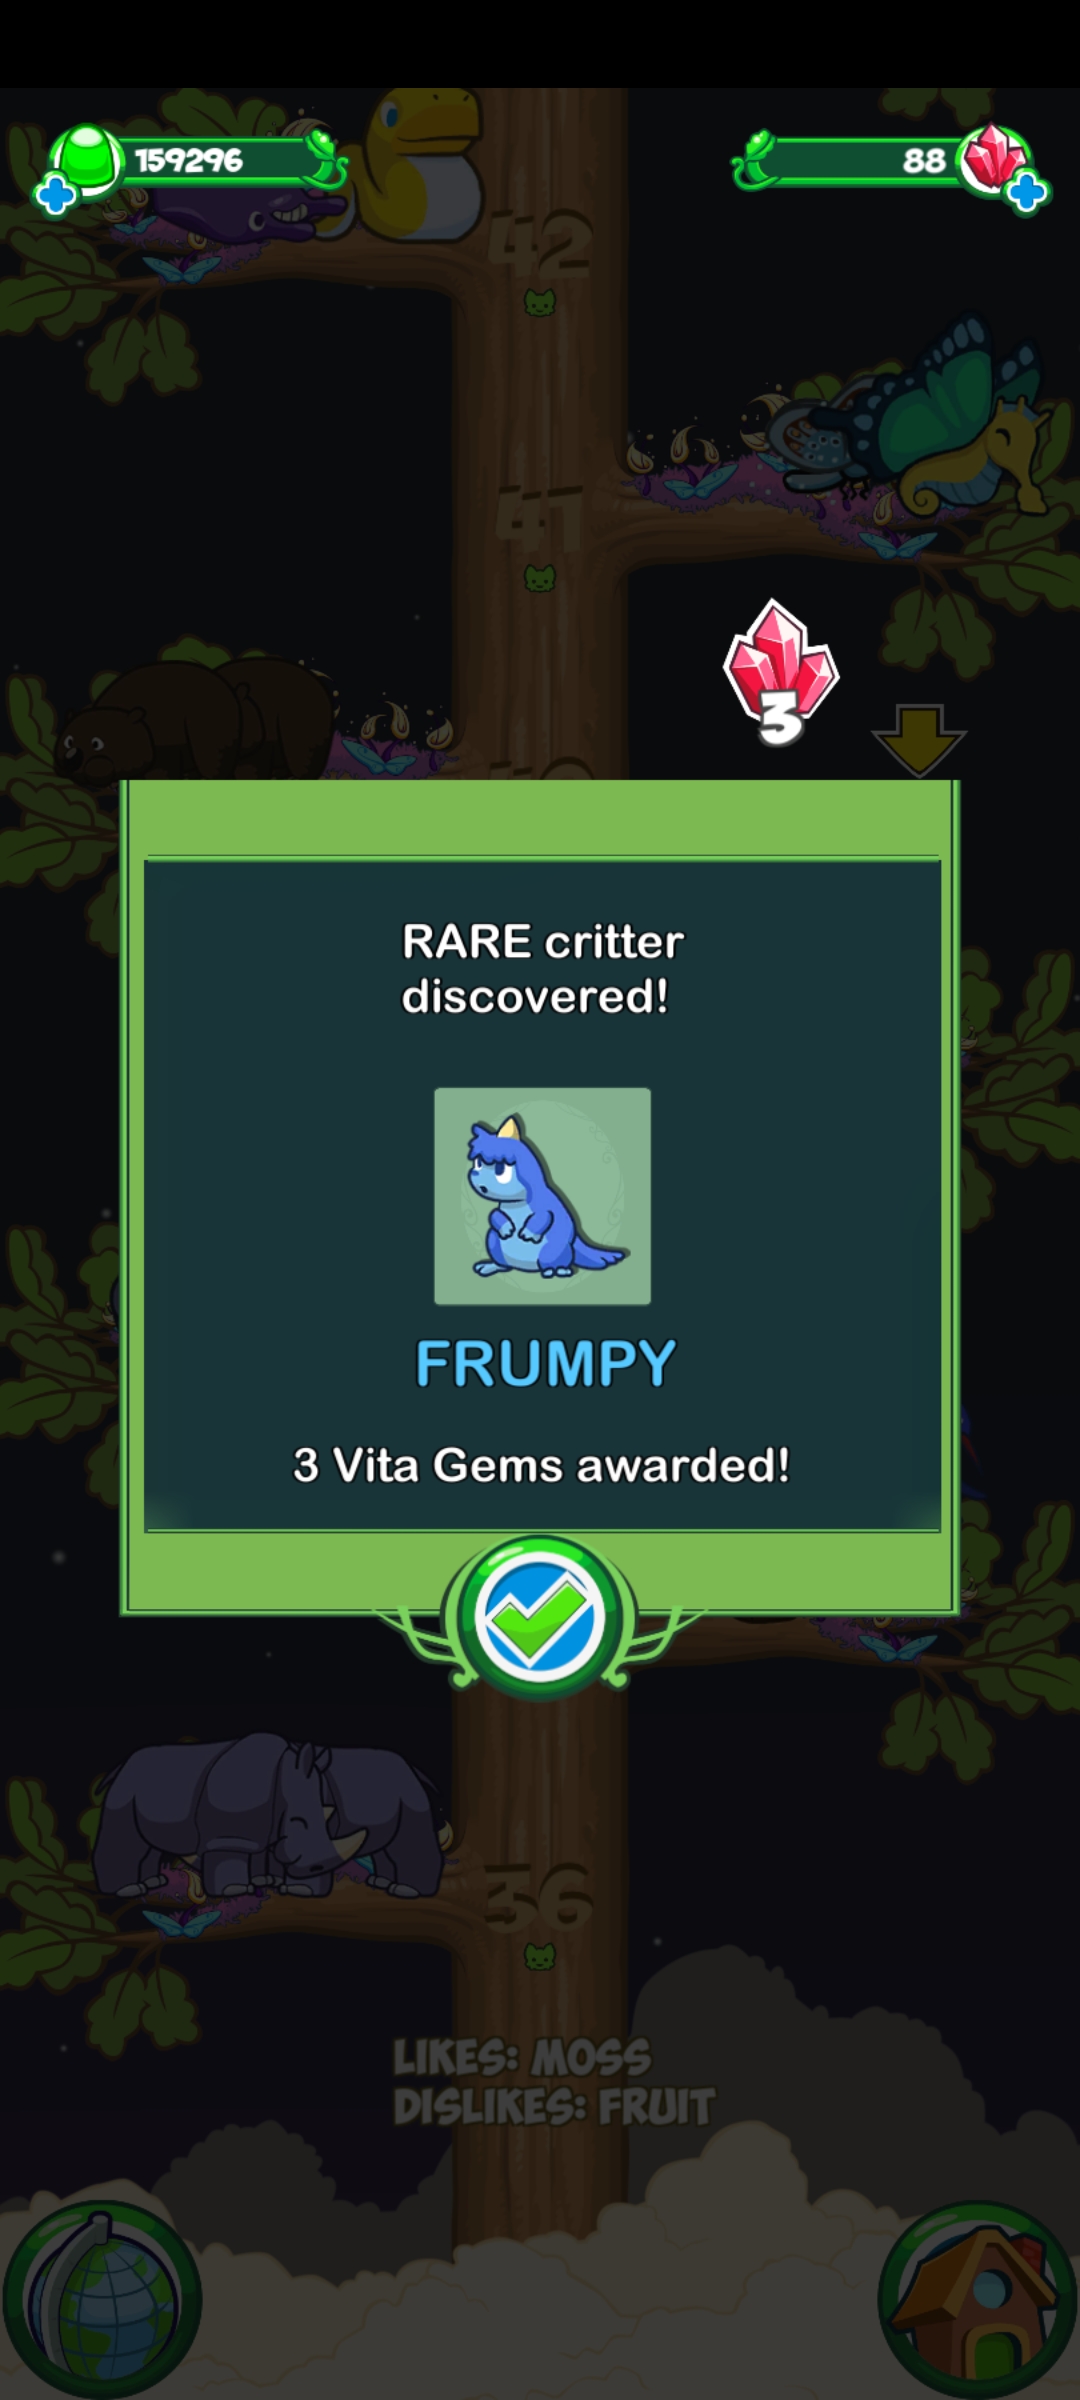 159296
88
42
41
3
RARE critter
discovered!
FRUMPY
3 Vita Gems awarded!
36
LIKES: MOSS
DISLIKES: FRUIT